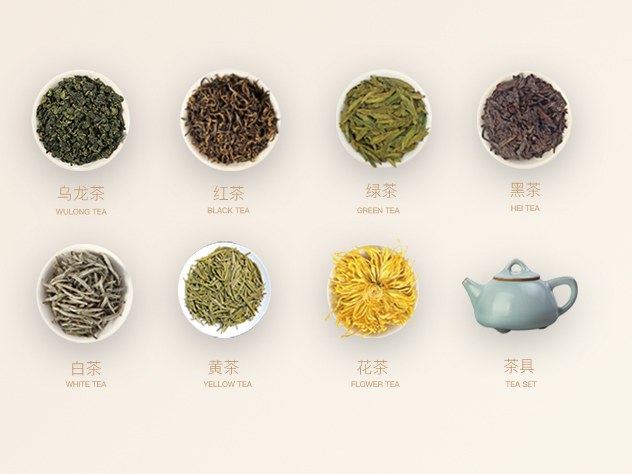 乌龙茶
WULONG TEA
红茶
BLACK TEA
绿茶
GREEN TEA
黑茶
HEI TEA
白茶
WHITE TEA
黄茶
YELLOW TEA
花茶
FLOWER TEA
茶具
TEA SET